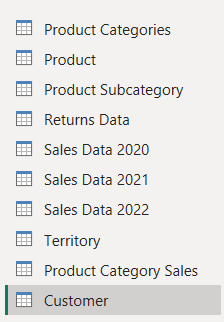 Product Categories
Product
Product Subcategory
Returns Data
Sales Data 2020
Sales Data 2021
Sales Data 2022
Territory
Product Category Sales
Customer